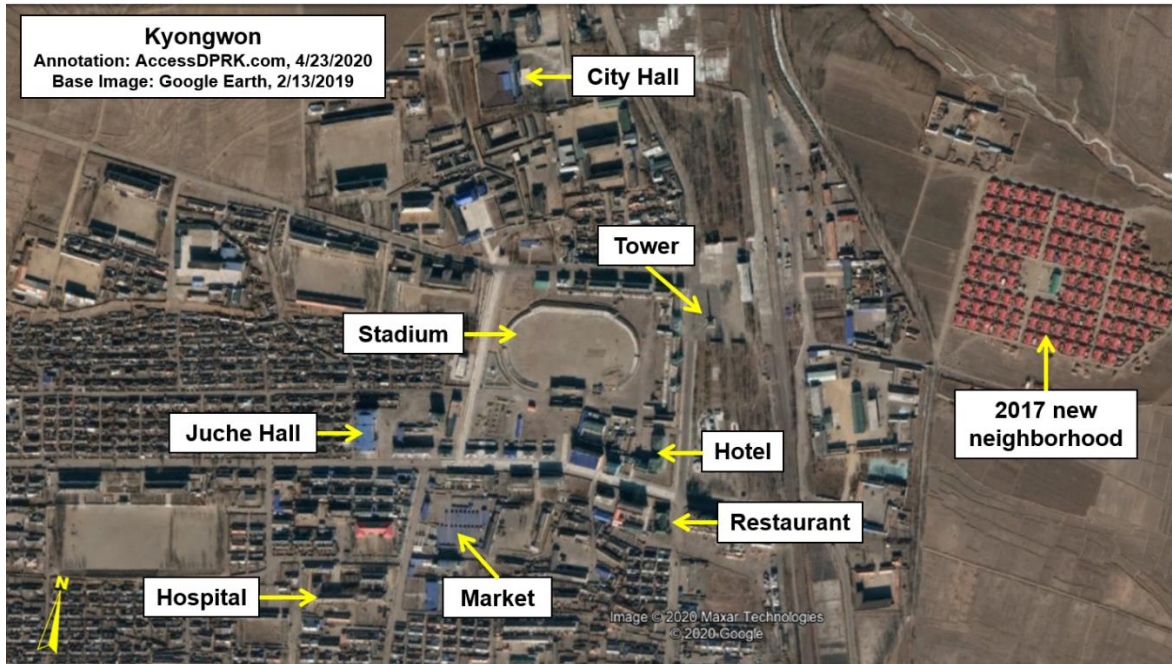 Kyongwon
Annotation: AccessDPRK.com, 4/23/2020
Base Image: Google Earth, 2/13/2019
City Hall
Tower
Stadium
2017 new
neighborhood
Juche Hall
Hotel
Restaurant
Hospital
Market
N
Image © 2020 Maxar Technologies
© 2020 Google